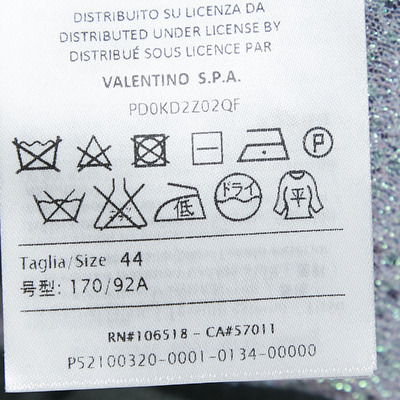 DISTRIBUITO SU LICENZA DA
DISTRIBUTED UNDER LICENSE BY
DISTRIBUÉ SOUS LICENCE PAR
VALENTINO S.P.A.
PD0KD2Z02QF
P
低 ドライ 平
Taglia/Size 44
号型: 170/92A
RN#106518 - CA#57011
P52100320-0001-0134-00000